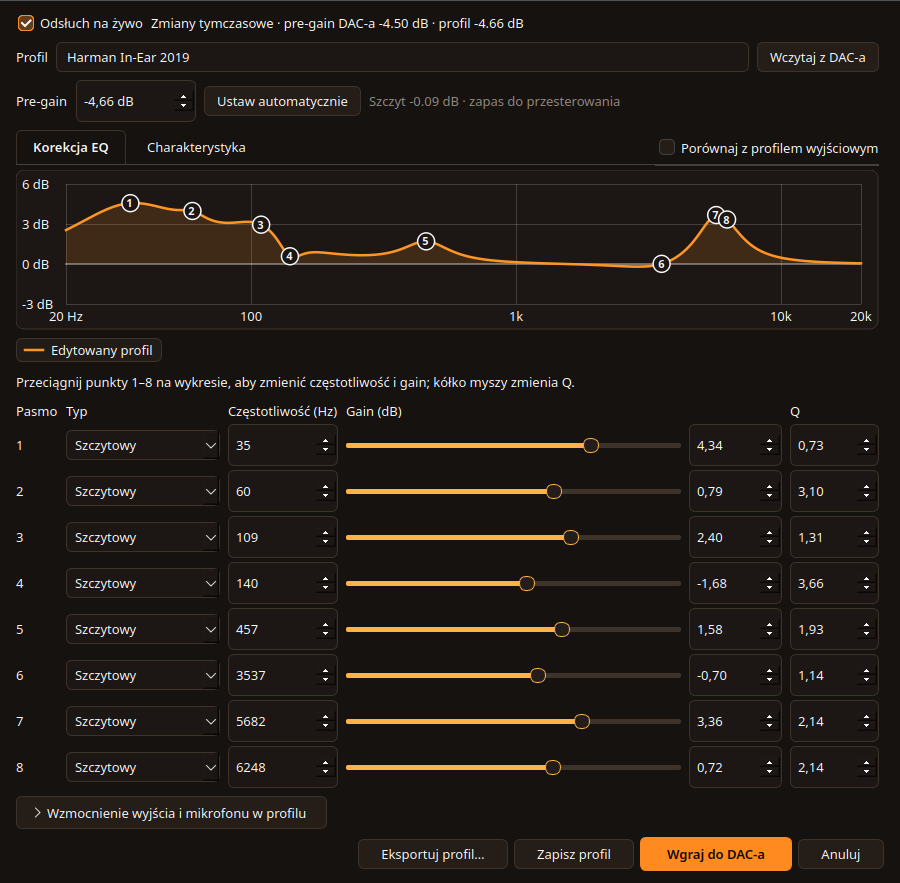 Odsłuch na żywo Zmiany tymczasowe · pre-gain DAC-a -4.50 dB · profil -4.66 dB
Profil Harman In-Ear 2019 Wczytaj z DAC-a
Pre-gain -4,66 dB Ustaw automatycznie Szczyt -0.09 dB · zapas do przesterowania
Korekcja EQ Charakterystyka Porównaj z profilem wyjściowym
6 dB
3 dB
0 dB
-3 dB
1 2 3 4 5 6 7 8
20 Hz 100 1k 10k 20k
Edytowany profil
Przeciągnij punkty 1–8 na wykresie, aby zmienić częstotliwość i gain; kółko myszy zmienia Q.
Pasmo Typ Częstotliwość (Hz) Gain (dB) Q
1 Szczytowy 35 4,34 0,73
2 Szczytowy 60 0,79 3,10
3 Szczytowy 109 2,40 1,31
4 Szczytowy 140 -1,68 3,66
5 Szczytowy 457 1,58 1,93
6 Szczytowy 3537 -0,70 1,14
7 Szczytowy 5682 3,36 2,14
8 Szczytowy 6248 0,72 2,14
Wzmocnienie wyjścia i mikrofonu w profilu
Eksportuj profil... Zapisz profil Wgraj do DAC-a Anuluj